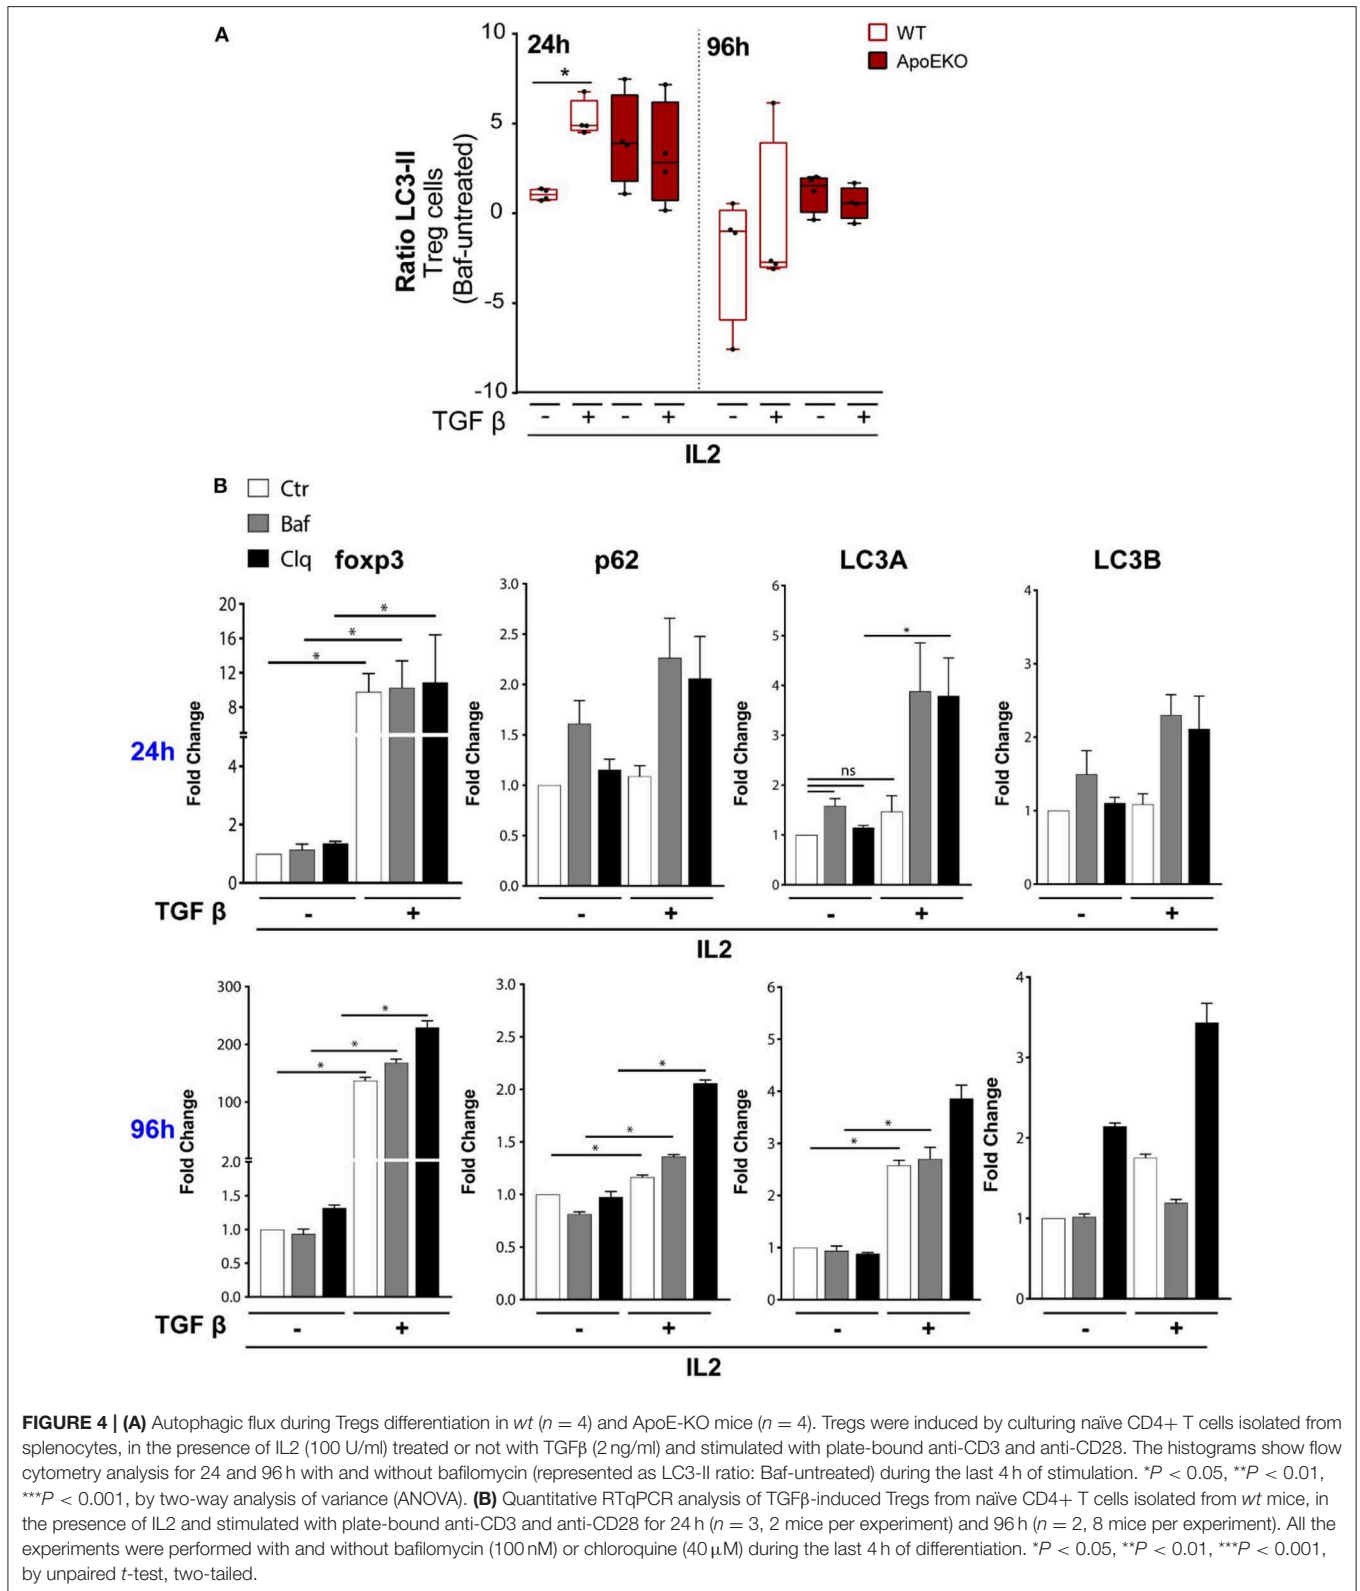 A
10
5
0
-5
-10
Ratio LC3-II
Treg cells
(Baf-untreated)
24h
96h
*
WT
ApoEKO
TGF β
- + - + - + - +
IL2
B
Ctr
Baf
Clq
foxp3
p62
LC3A
LC3B
24h
Fold Change
20
16
12
8
4
2
0
* * *
Fold Change
3.0
2.5
2.0
1.5
1.0
0.5
0.0
Fold Change
6
5
4
3
2
1
0
ns
*
Fold Change
4
3
2
1
0
TGF β
- + - + - + - +
IL2
96h
Fold Change
300
200
100
2.0
1.5
1.0
0.5
0.0
* * *
Fold Change
3.0
2.5
2.0
1.5
1.0
0.5
0.0
* * *
Fold Change
6
5
4
3
2
1
0
* *
Fold Change
4
3
2
1
0
TGF β
- + - + - + - +
IL2
FIGURE 4 | (A) Autophagic flux during Tregs differentiation in wt (n = 4) and ApoE-KO mice (n = 4). Tregs were induced by culturing naïve CD4+ T cells isolated from
splenocytes, in the presence of IL2 (100 U/ml) treated or not with TGFβ (2 ng/ml) and stimulated with plate-bound anti-CD3 and anti-CD28. The histograms show flow
cytometry analysis for 24 and 96 h with and without bafilomycin (represented as LC3-II ratio: Baf-untreated) during the last 4 h of stimulation. *P < 0.05, **P < 0.01,
***P < 0.001, by two-way analysis of variance (ANOVA). (B) Quantitative RTqPCR analysis of TGFβ-induced Tregs from naïve CD4+ T cells isolated from wt mice, in
the presence of IL2 and stimulated with plate-bound anti-CD3 and anti-CD28 for 24 h (n = 3, 2 mice per experiment) and 96 h (n = 2, 8 mice per experiment). All the
experiments were performed with and without bafilomycin (100 nM) or chloroquine (40 μM) during the last 4 h of differentiation. *P < 0.05, **P < 0.01, ***P < 0.001,
by unpaired t-test, two-tailed.